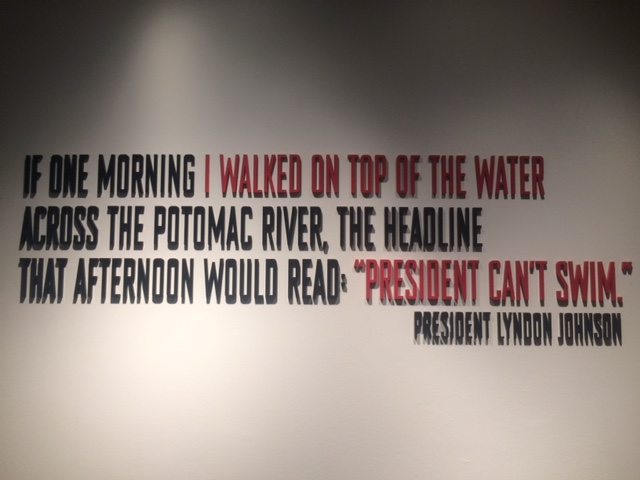 IF ONE MORNING I WALKED ON TOP OF THE WATER
ACROSS THE POTOMAC RIVER, THE HEADLINE
THAT AFTERNOON WOULD READ: “PRESIDENT CAN'T SWIM.”
PRESIDENT LYNDON JOHNSON